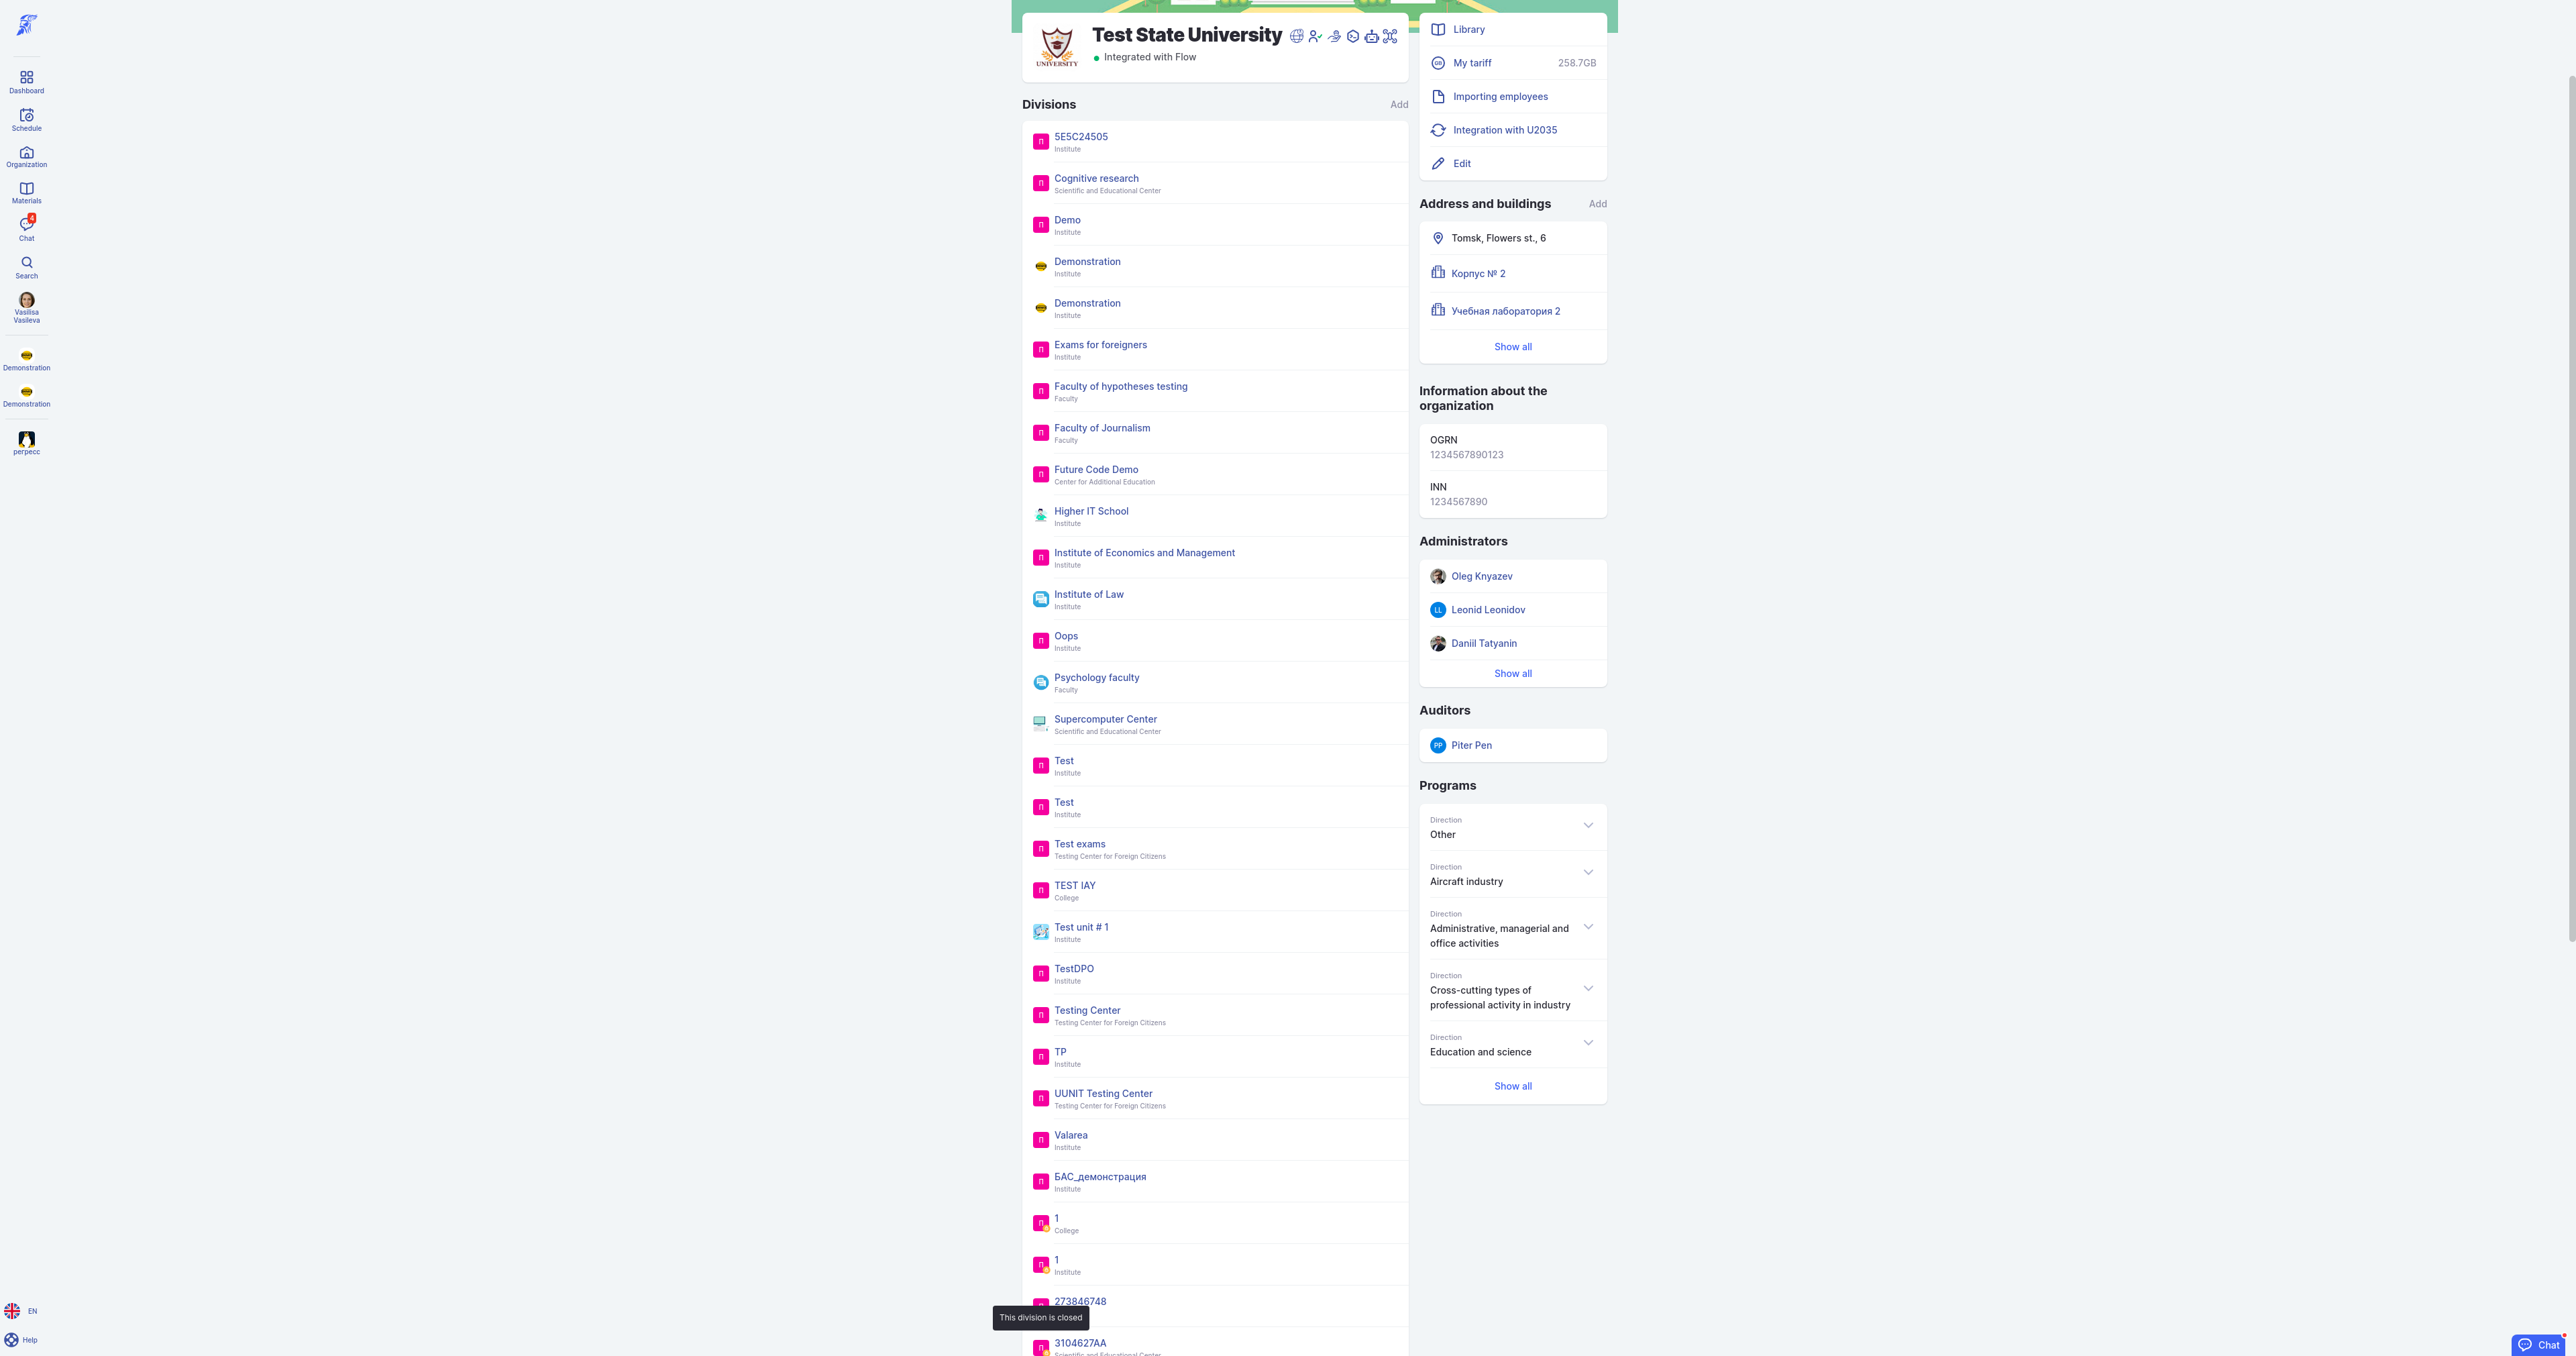 Dashboard
Schedule
Organization
Materials
4
Chat
Search
Vasilisa
Vasileva
Demonstration
Demonstration
perpecc
EN
Help
UNIVERSITY
Test State University
Integrated with Flow
Divisions
Add
П
5E5C24505
Institute
П
Cognitive research
Scientific and Educational Center
П
Demo
Institute
Demonstration
Institute
Demonstration
Institute
П
Exams for foreigners
Institute
П
Faculty of hypotheses testing
Faculty
П
Faculty of Journalism
Faculty
П
Future Code Demo
Center for Additional Education
Higher IT School
Institute
П
Institute of Economics and Management
Institute
Institute of Law
Institute
П
Oops
Institute
Psychology faculty
Faculty
Supercomputer Center
Scientific and Educational Center
П
Test
Institute
П
Test
Institute
П
Test exams
Testing Center for Foreign Citizens
П
TEST IAY
College
Test unit # 1
Institute
П
TestDPO
Institute
П
Testing Center
Testing Center for Foreign Citizens
П
TP
Institute
П
UUNIT Testing Center
Testing Center for Foreign Citizens
П
Valarea
Institute
П
БАС_демонстрация
Institute
П
1
College
П
1
Institute
273846748
This division is closed
П
3104627AA
Scientific and Educational Center
Library
GB
My tariff
258.7GB
Importing employees
Integration with U2035
Edit
Address and buildings
Add
Tomsk, Flowers st., 6
Корпус № 2
Учебная лаборатория 2
Show all
Information about the
organization
OGRN
1234567890123
INN
1234567890
Administrators
Oleg Knyazev
LL
Leonid Leonidov
Daniil Tatyanin
Show all
Auditors
PP
Piter Pen
Programs
Direction
Other
Direction
Aircraft industry
Direction
Administrative, managerial and
office activities
Direction
Cross-cutting types of
professional activity in industry
Direction
Education and science
Show all
Chat